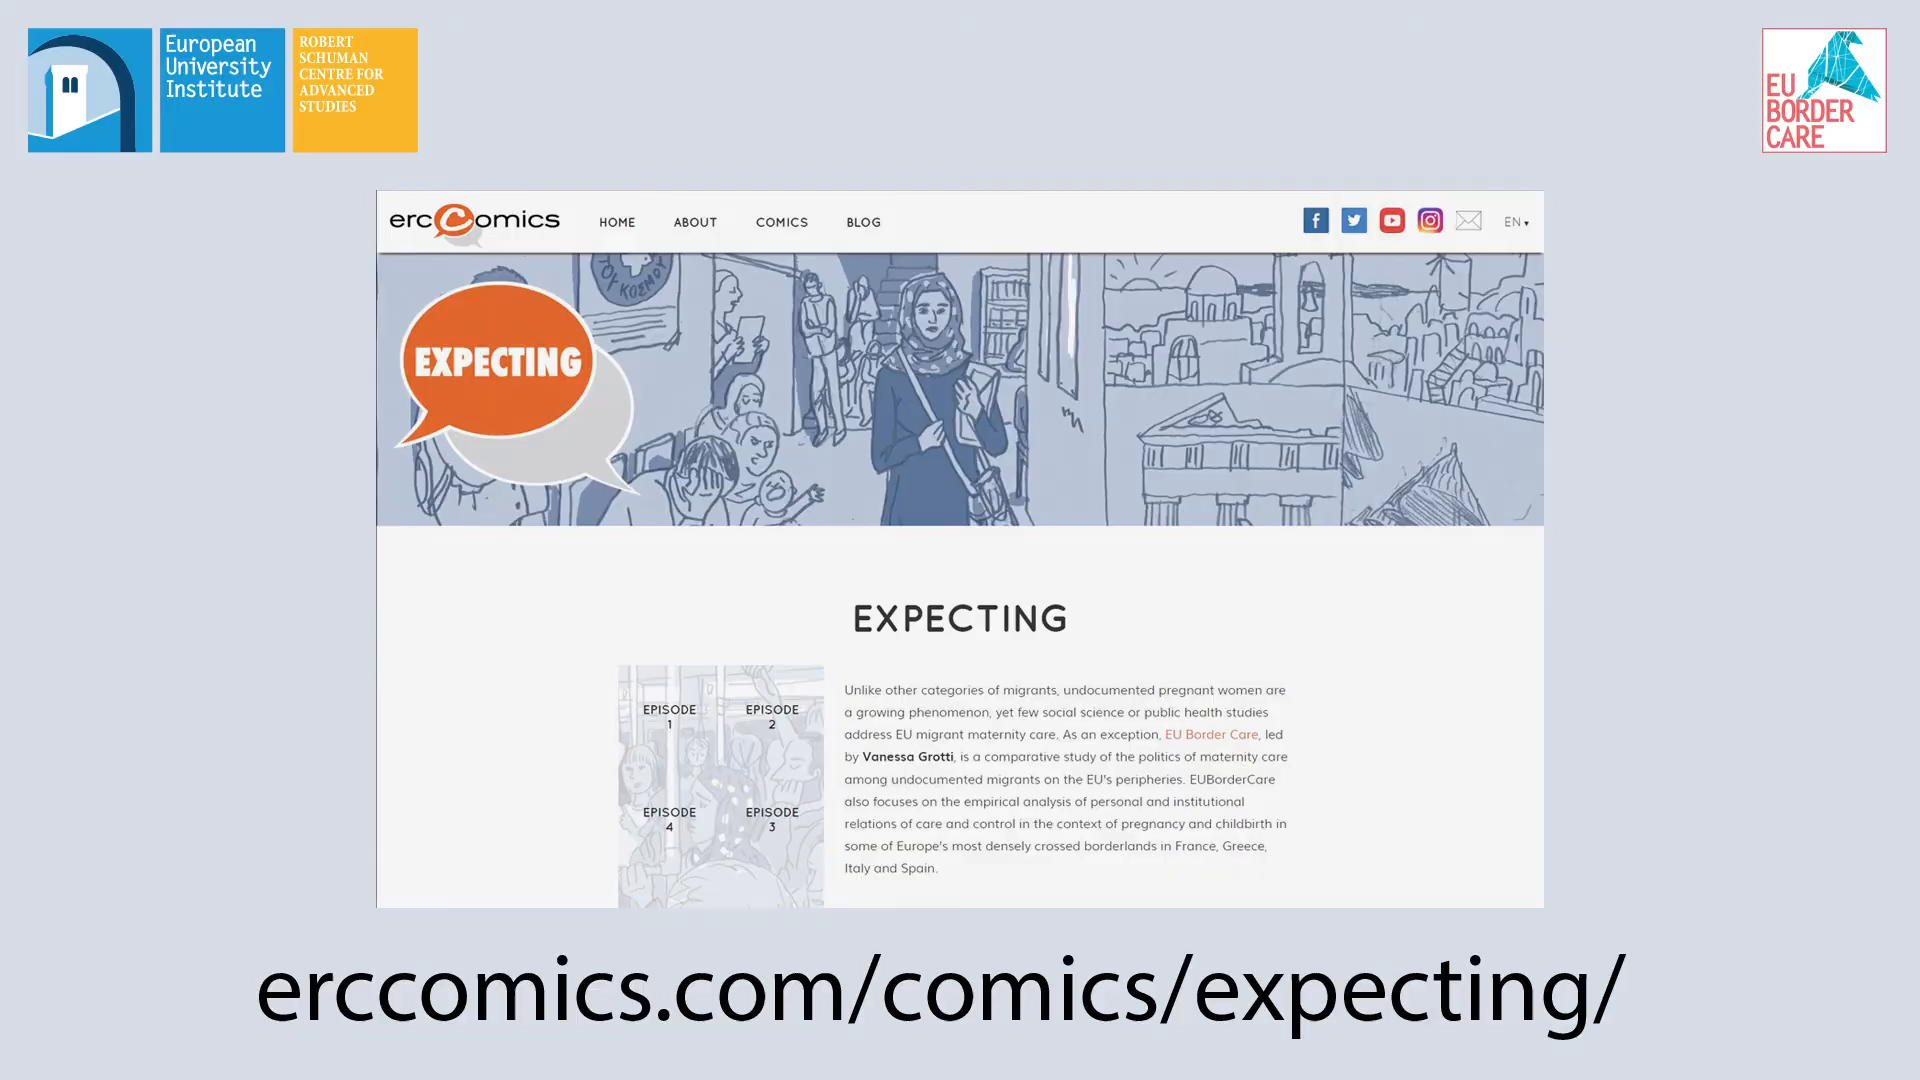 European
University
Institute
ROBERT
SCHUMAN
CENTRE FOR
ADVANCED
STUDIES
EU
BORDER
CARE
erccomics
HOME ABOUT COMICS BLOG
EN
ΤΟΥ ΚΟΣΜΟΥ
EXPECTING
EXPECTING
EPISODE 1
EPISODE 2
EPISODE 4
EPISODE 3
Unlike other categories of migrants, undocumented pregnant women are
a growing phenomenon, yet few social science or public health studies
address EU migrant maternity care. As an exception, EU Border Care, led
by Vanessa Grotti, is a comparative study of the politics of maternity care
among undocumented migrants on the EU's peripheries. EUBorderCare
also focuses on the empirical analysis of personal and institutional
relations of care and control in the context of pregnancy and childbirth in
some of Europe's most densely crossed borderlands in France, Greece,
Italy and Spain.
erccomics.com/comics/expecting/